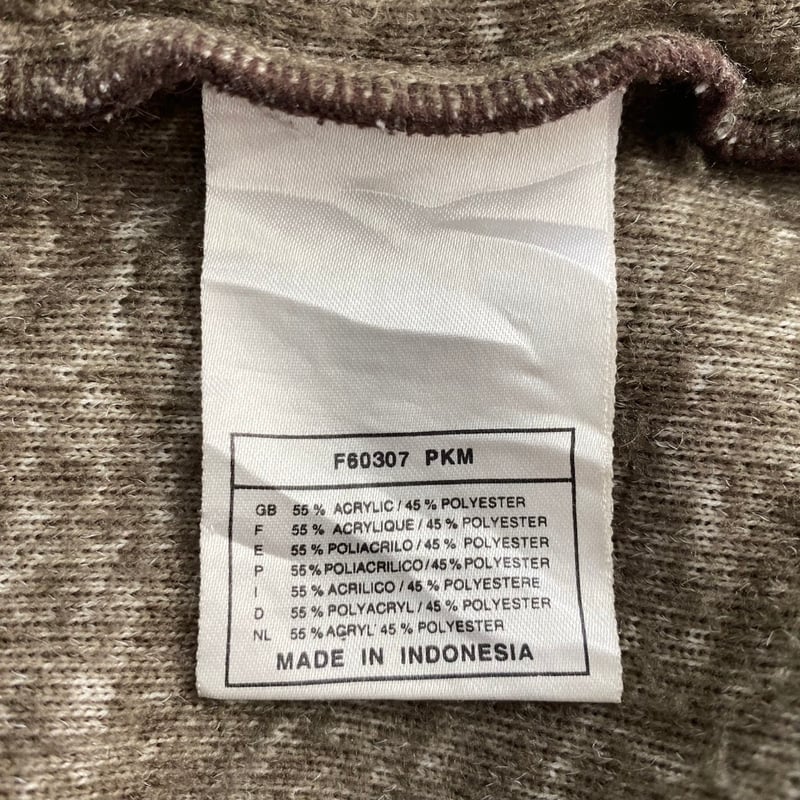 F60307 PKM
GB 55 % ACRYLIC / 45 % POLYESTER
F 55 % ACRYLIQUE / 45 % POLYESTER
E 55 % POLIACRILO / 45 % POLYESTER
P 55 % POLIACRILICO / 45 % POLYESTER
I 55 % ACRILICO / 45 % POLYESTERE
D 55 % POLYACRYL / 45 % POLYESTER
NL 55 % ACRYL' 45 % POLYESTER
MADE IN INDONESIA